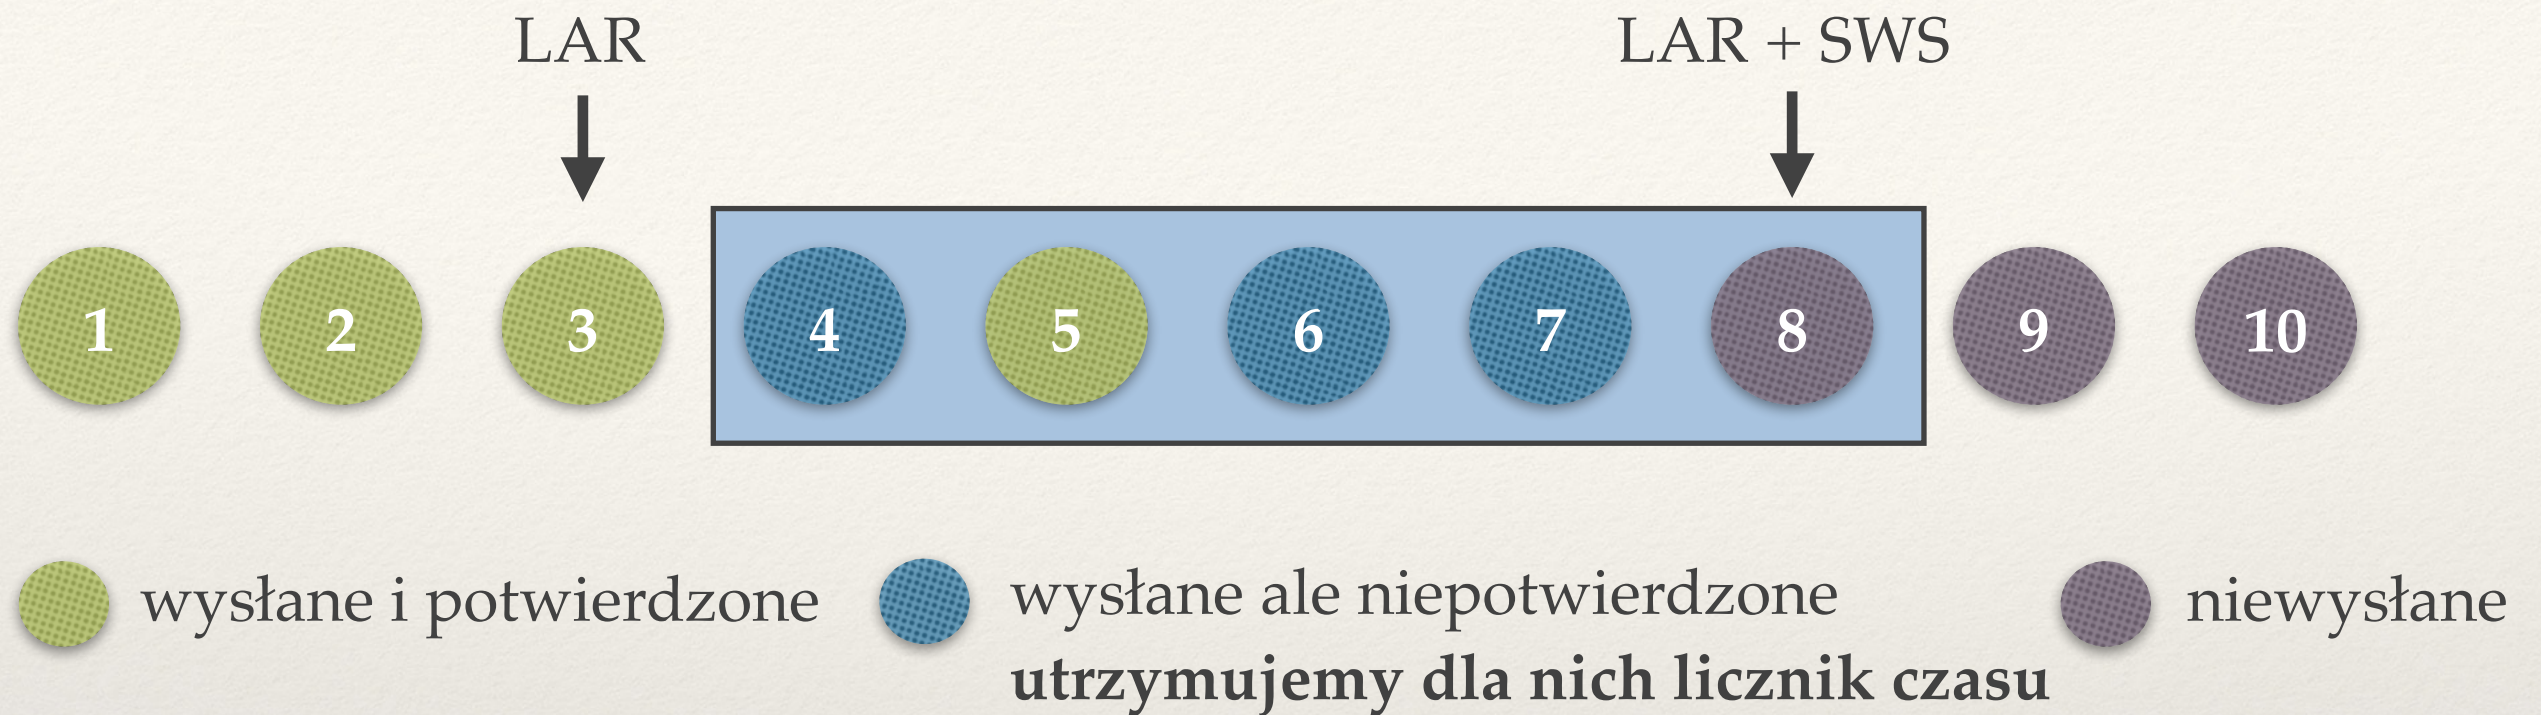 LAR
LAR + SWS
1 2 3 4 5 6 7 8 9 10
wysłane i potwierdzone
wysłane ale niepotwierdzone
utrzymujemy dla nich licznik czasu
niewysłane